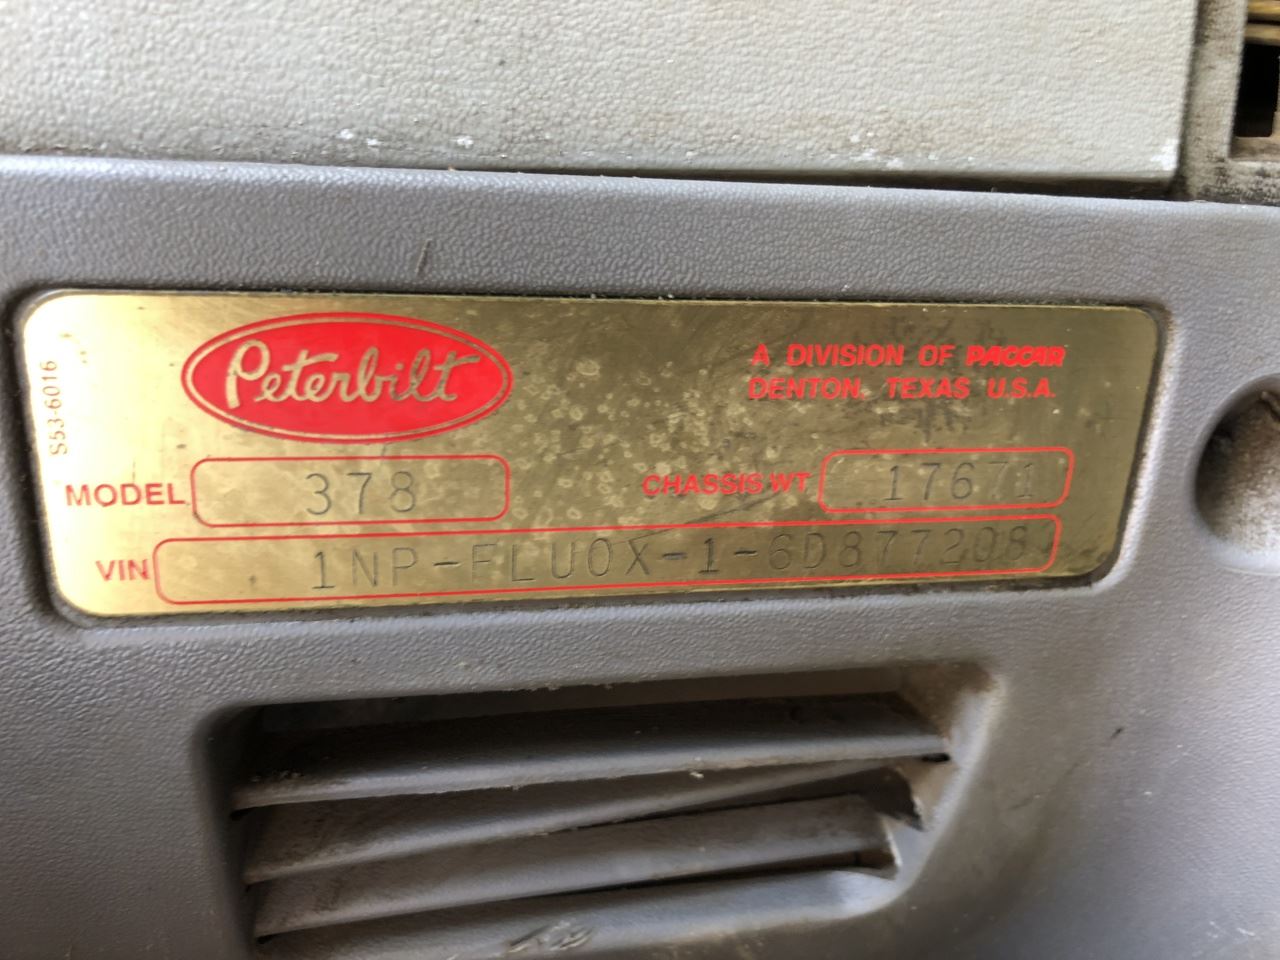 S53-6016
Peterbilt
A DIVISION OF PACCAR
DENTON, TEXAS U.S.A.
MODEL 378
CHASSIS WT 17671
VIN 1NP-FLU0X-1-6D877208